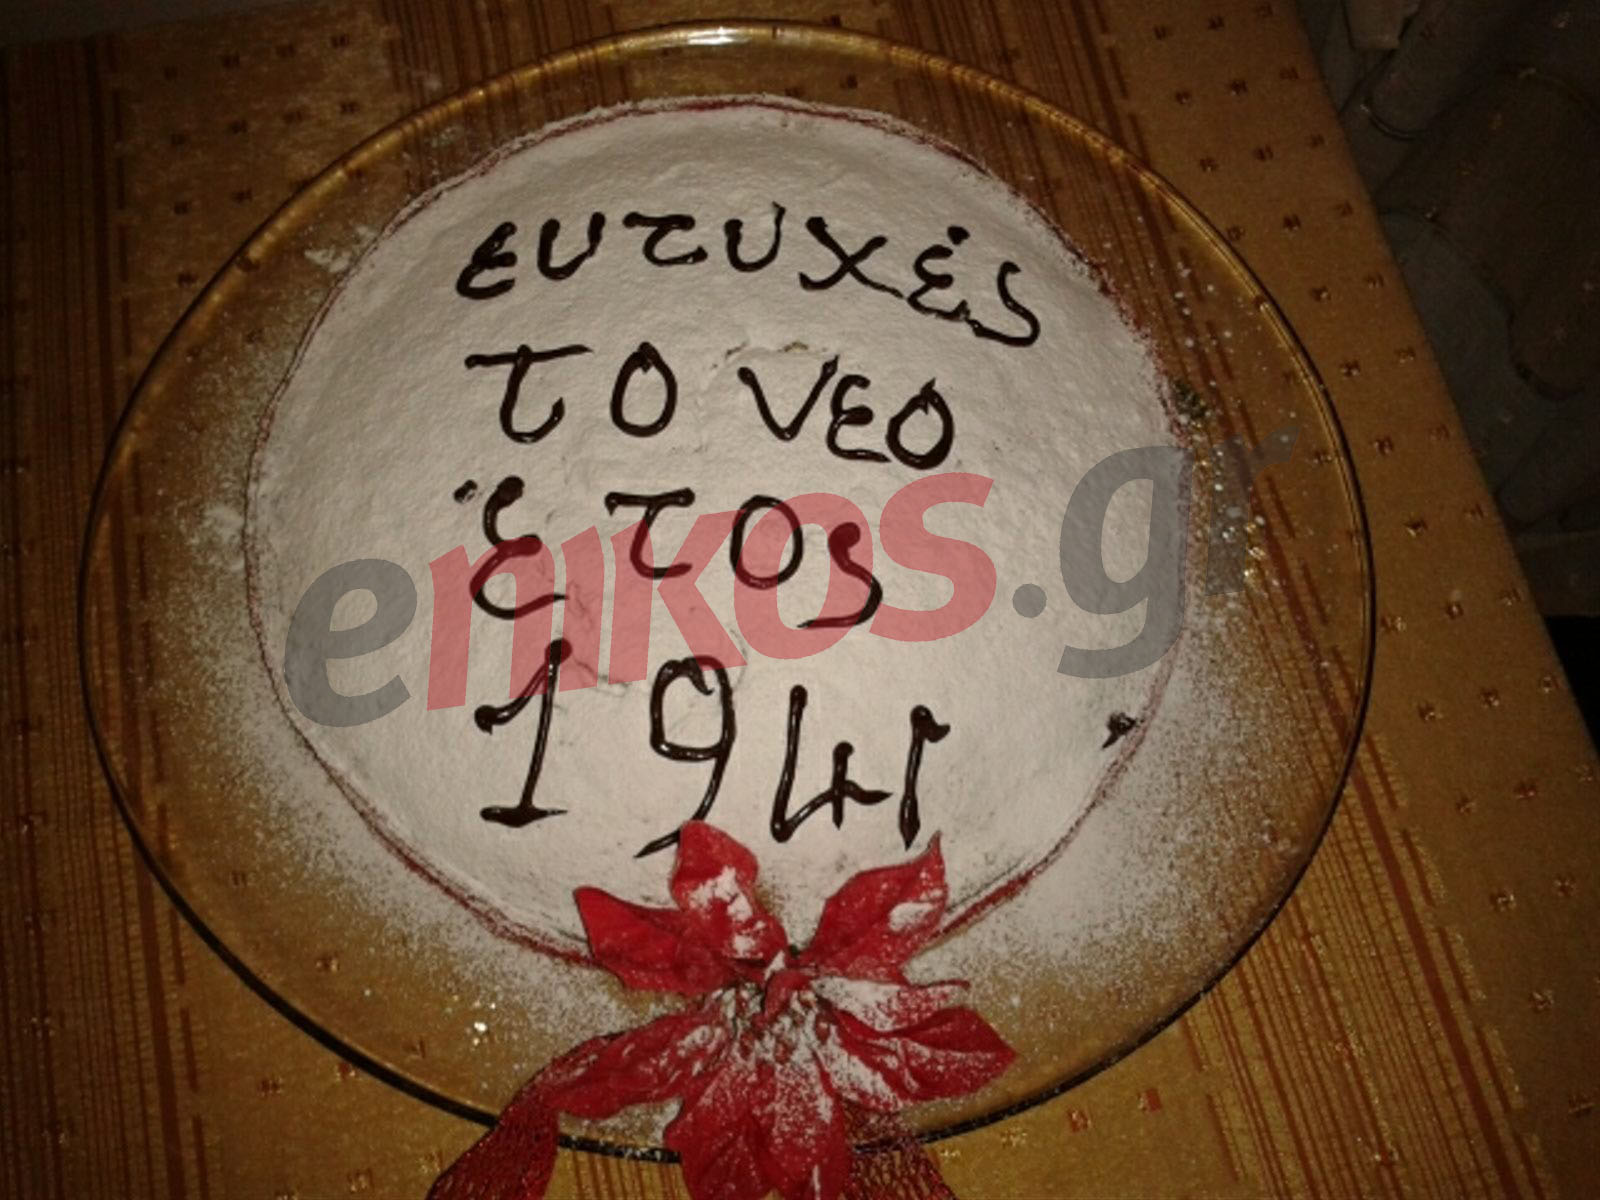 ευτυχές
το νεο
έτος
1941
enikos.gr